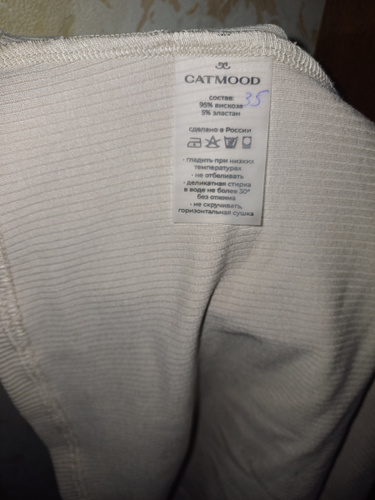 CATMOOD
состав: 35
95% вискоза
5% эластан
сделано в России
· гладить при низких
температурах
· не отбеливать
· деликатная стирка
в воде не более 30°
без отжима
· не скручивать,
горизонтальная сушка